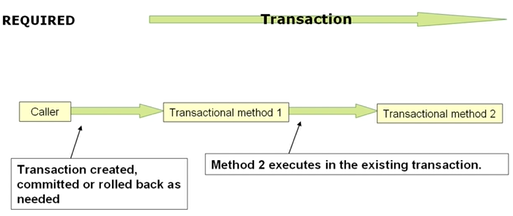 REQUIRED
Transaction
Caller
Transactional method 1
Transactional method 2
Transaction created,
committed or rolled back as
needed
Method 2 executes in the existing transaction.